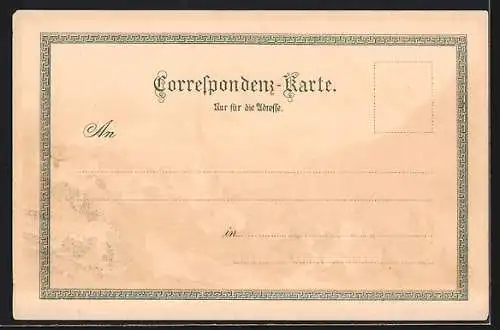 Correspondenz-Karte.
Nur für die Adresse.
An
in